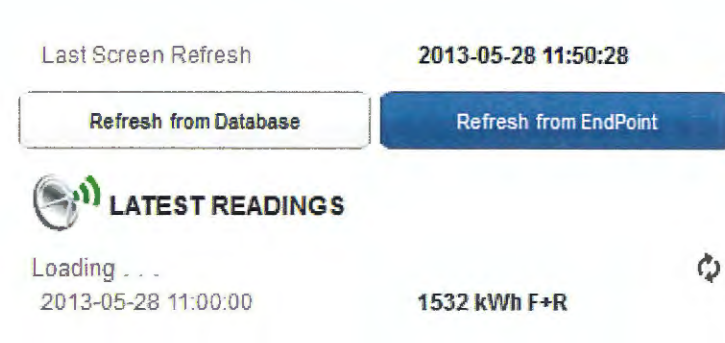 Last Screen Refresh 2013-05-28 11:50:28
Refresh from Database Refresh from EndPoint
LATEST READINGS
Loading . . .
2013-05-28 11:00:00 1532 kWh F+R